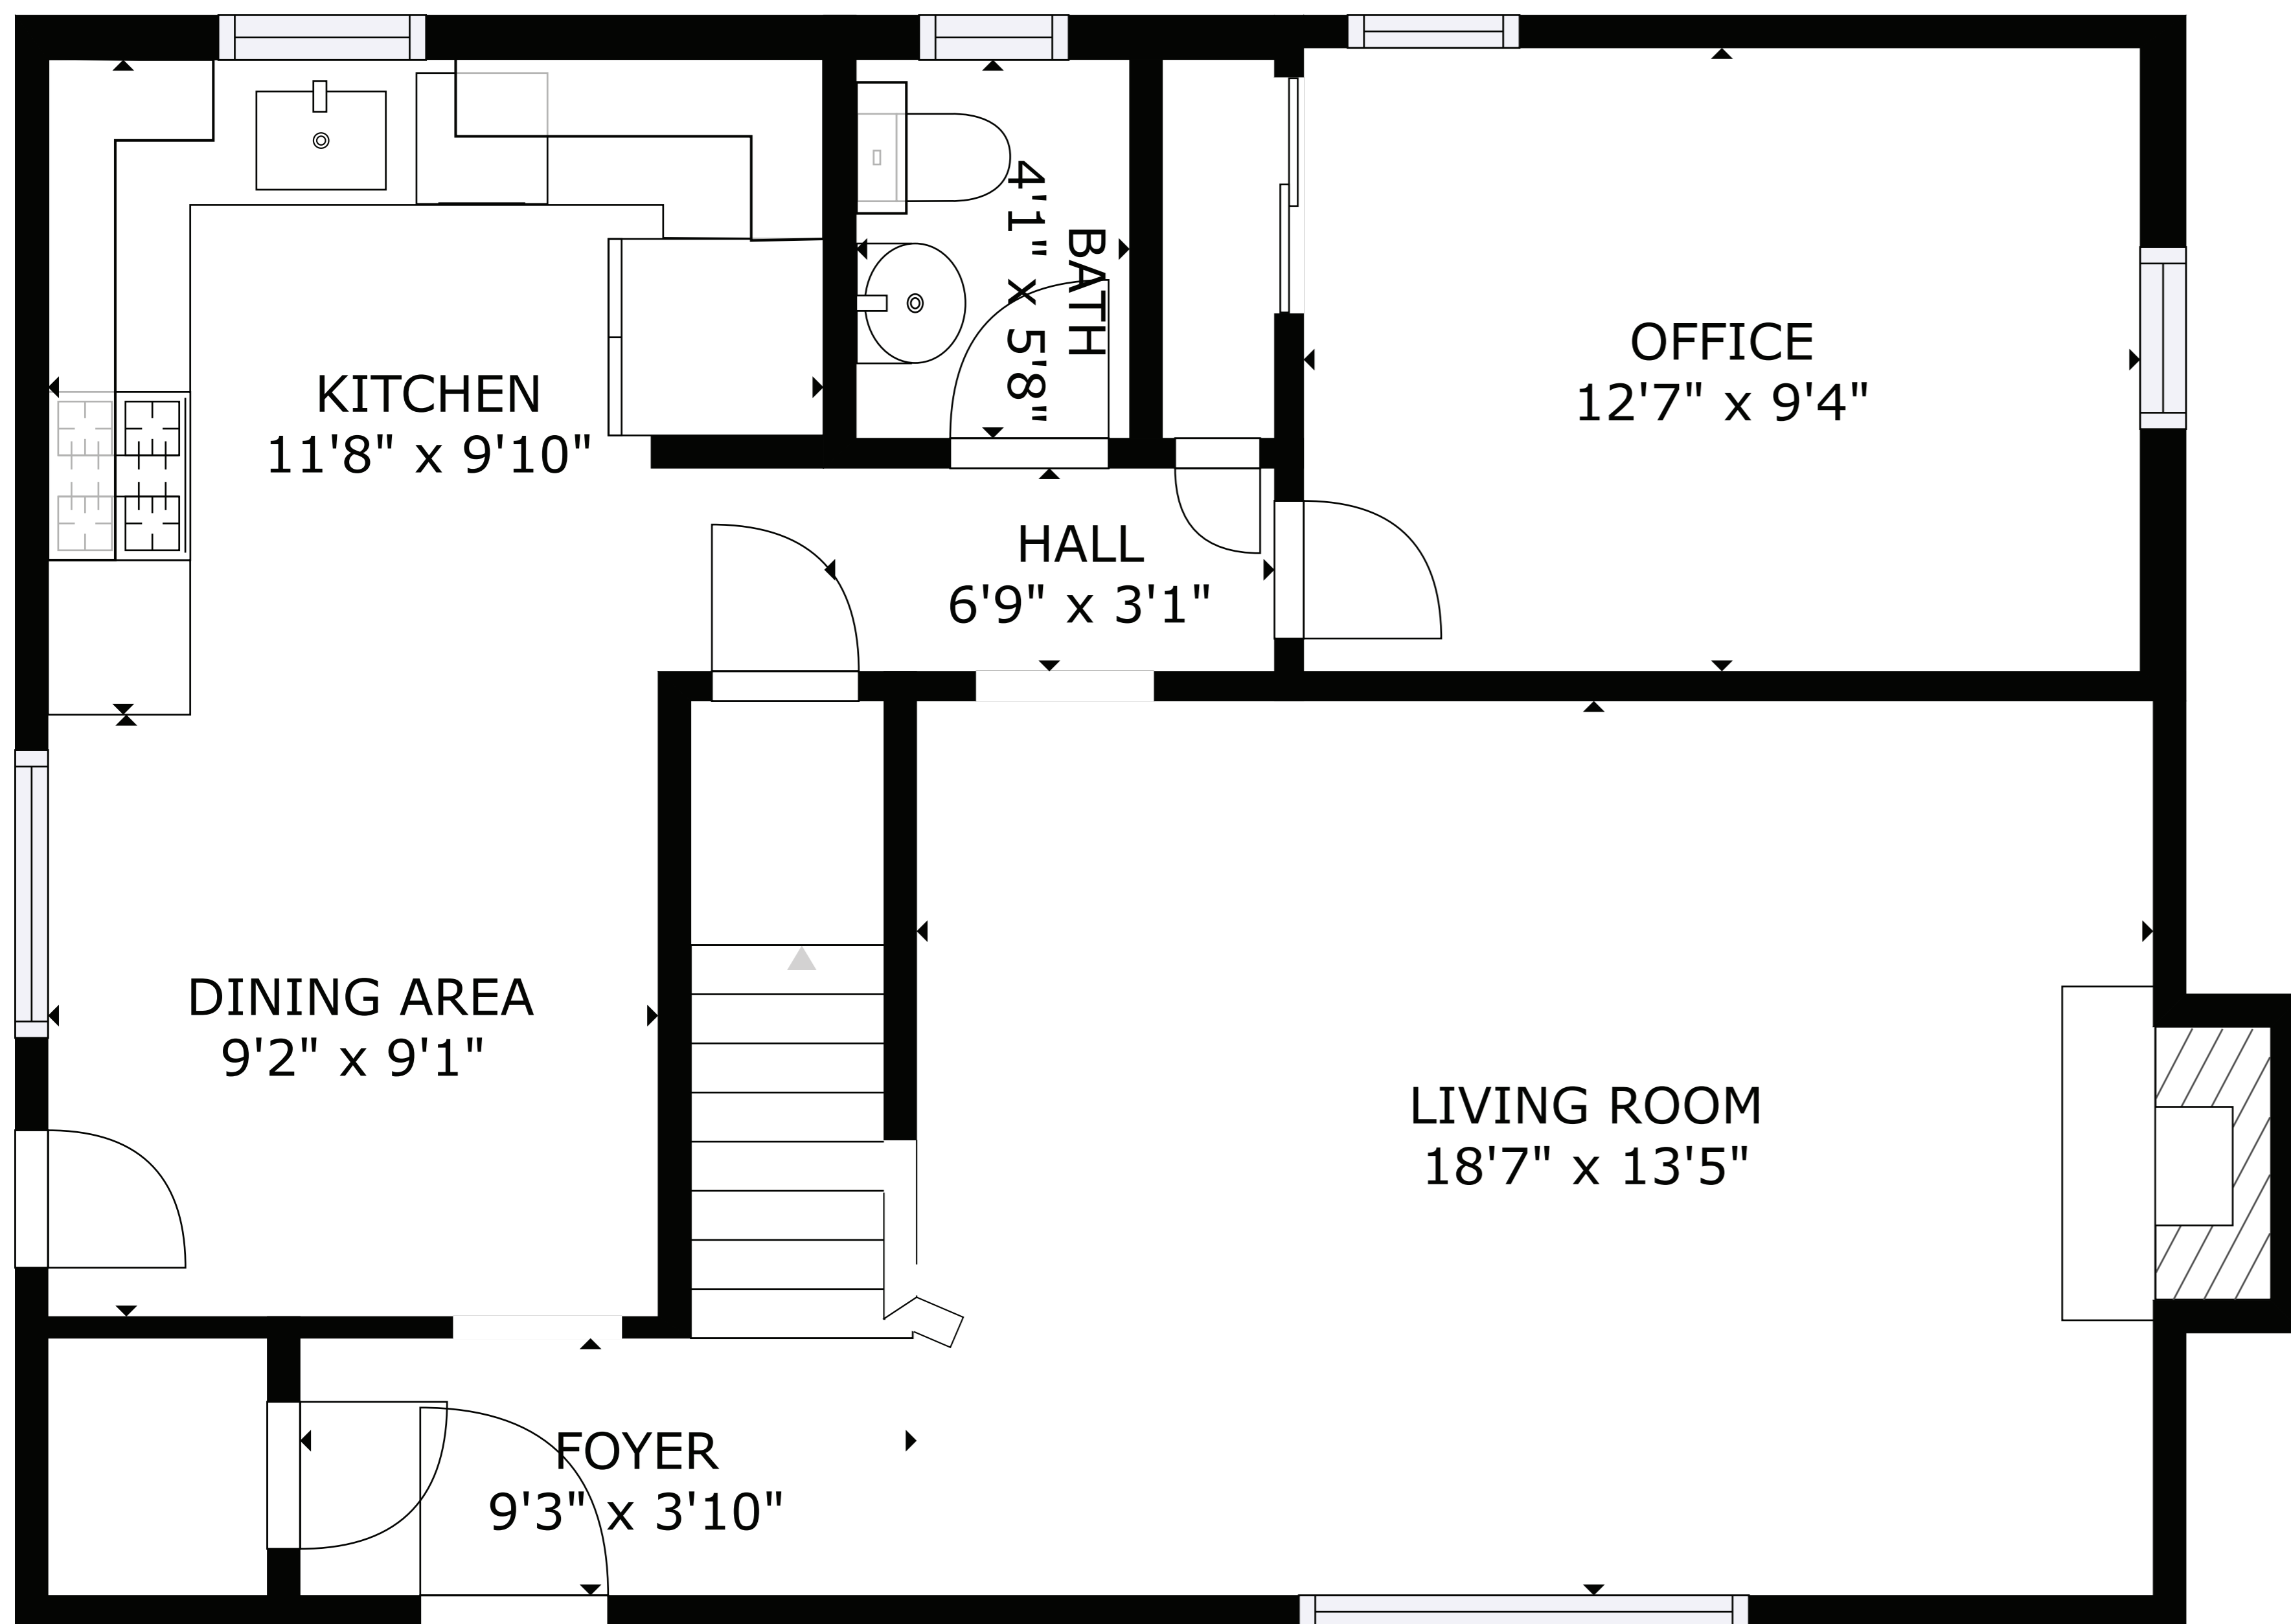 KITCHEN
11'8" x 9'10"
BATH
4'1" x 5'8"
OFFICE
12'7" x 9'4"
HALL
6'9" x 3'1"
DINING AREA
9'2" x 9'1"
LIVING ROOM
18'7" x 13'5"
FOYER
9'3" x 3'10"